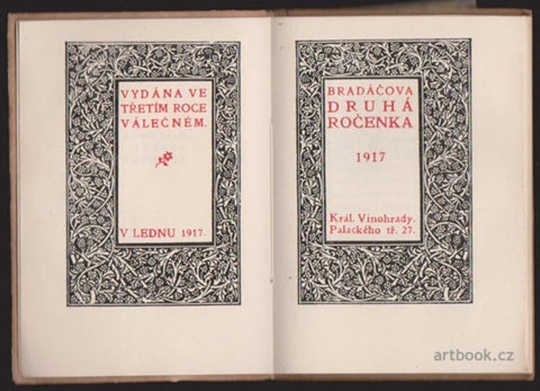 VYDÁNA VE
TŘETÍM ROCE
VÁLEČNÉM.
V LEDNU 1917.
BRADÁČOVA
DRUHÁ
ROČENKA
1917
Král. Vinohrady.
Palackého tř. 27.
artbook.cz